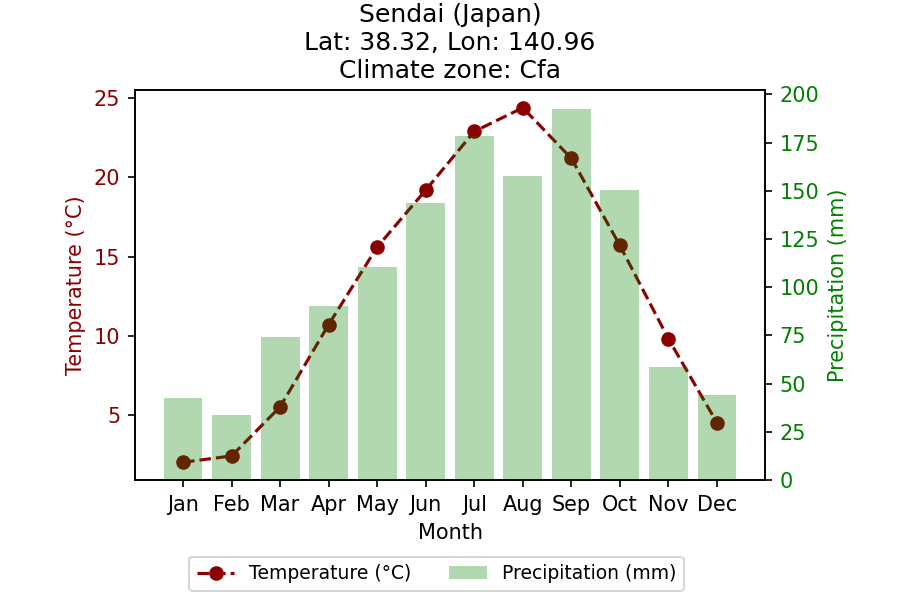 Sendai (Japan)
Lat: 38.32, Lon: 140.96
Climate zone: Cfa
25
20
15
10
5
Temperature (°C)
200
175
150
125
100
75
50
25
0
Precipitation (mm)
Jan Feb Mar Apr May Jun Jul Aug Sep Oct Nov Dec
Month
Temperature (°C) Precipitation (mm)